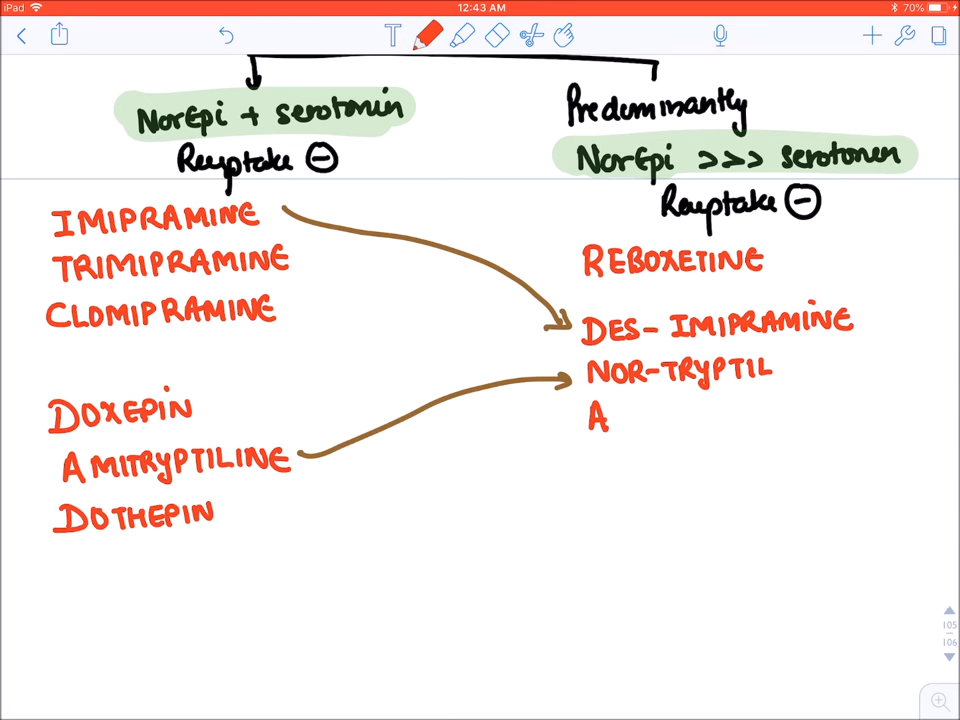 iPad 12:43 AM 70%
T
NorEpi + Serotonin
Reuptake ⊖
Predominantly
NorEpi >>> Serotonin
Reuptake ⊖
IMIPRAMINE
TRIMIPRAMINE
CLOMIPRAMINE
DOXEPIN
AMITRYPTILINE
DOTHEPIN
REBOXETINE
DES- IMIPRAMINE
NOR-TRYPTIL
A
105
106